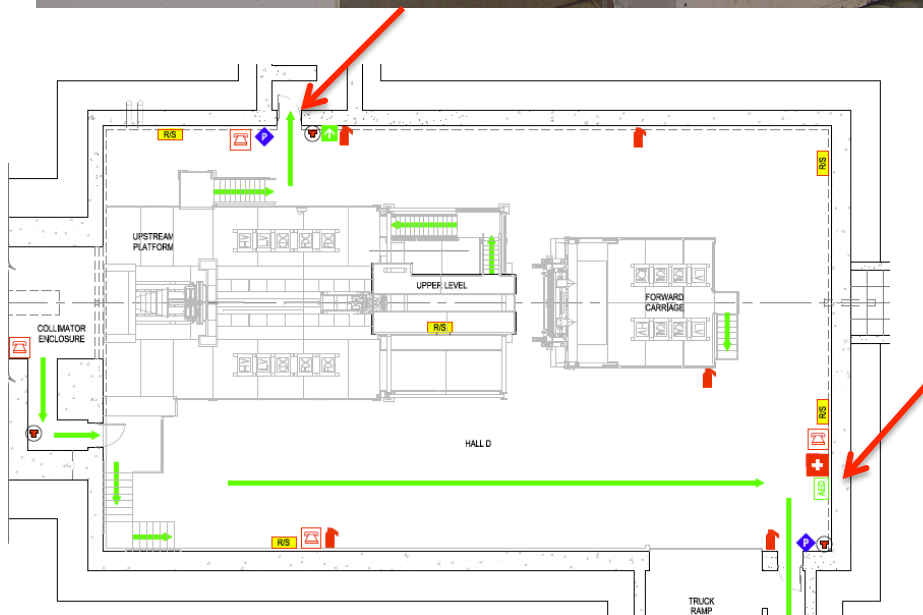 R/S
P
T
R/S
UPSTREAM
PLATFORM
UPPER LEVEL
FORWARD
CARRIAGE
R/S
COLLIMATOR
ENCLOSURE
T
R/S
HALL D
AED
R/S
P
T
TRUCK
RAMP